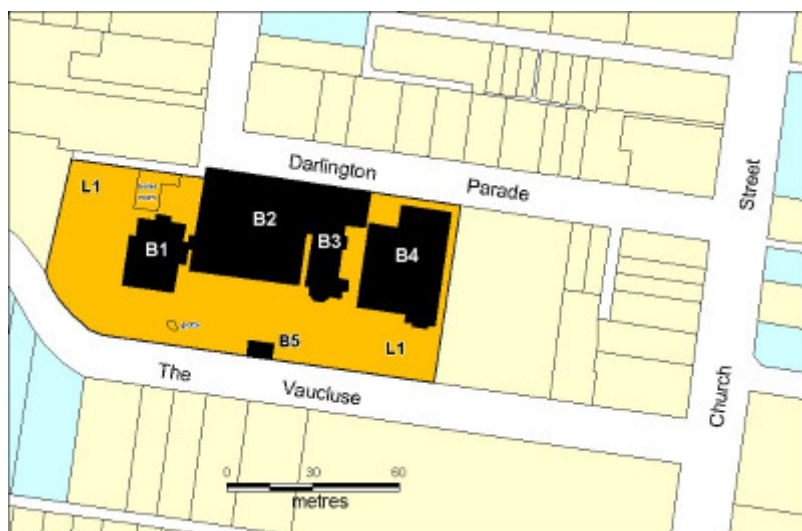 Darlington
Parade
Street
L1
B1
B2
B3
B4
B5
L1
The
Vaucluse
Church
0 30 60
metres